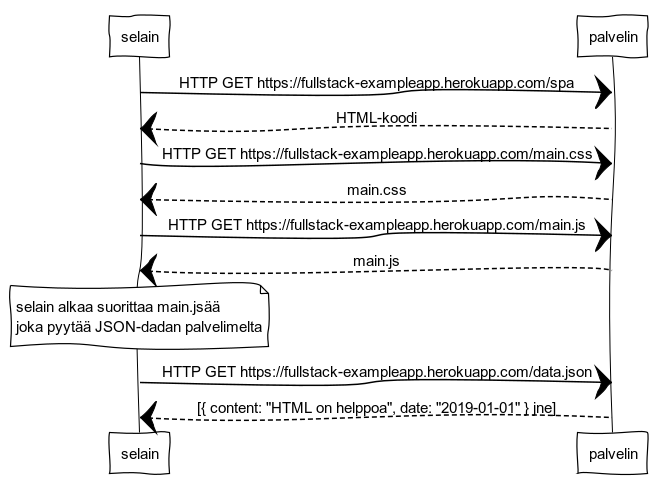 selain palvelin
HTTP GET https://fullstack-exampleapp.herokuapp.com/spa
HTML-koodi
HTTP GET https://fullstack-exampleapp.herokuapp.com/main.css
main.css
HTTP GET https://fullstack-exampleapp.herokuapp.com/main.js
main.js
selain alkaa suorittaa main.jsää
joka pyytää JSON-dadan palvelimelta
HTTP GET https://fullstack-exampleapp.herokuapp.com/data.json
[{ content: "HTML on helppoa", date: "2019-01-01" } jne]
selain palvelin